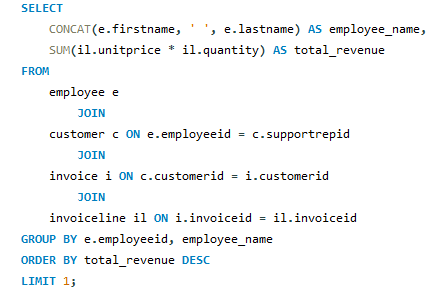 SELECT
    CONCAT(e.firstname, ' ', e.lastname) AS employee_name,
    SUM(il.unitprice * il.quantity) AS total_revenue
FROM
    employee e
        JOIN
    customer c ON e.employeeid = c.supportrepid
        JOIN
    invoice i ON c.customerid = i.customerid
        JOIN
    invoiceline il ON i.invoiceid = il.invoiceid
GROUP BY e.employeeid, employee_name
ORDER BY total_revenue DESC
LIMIT 1;